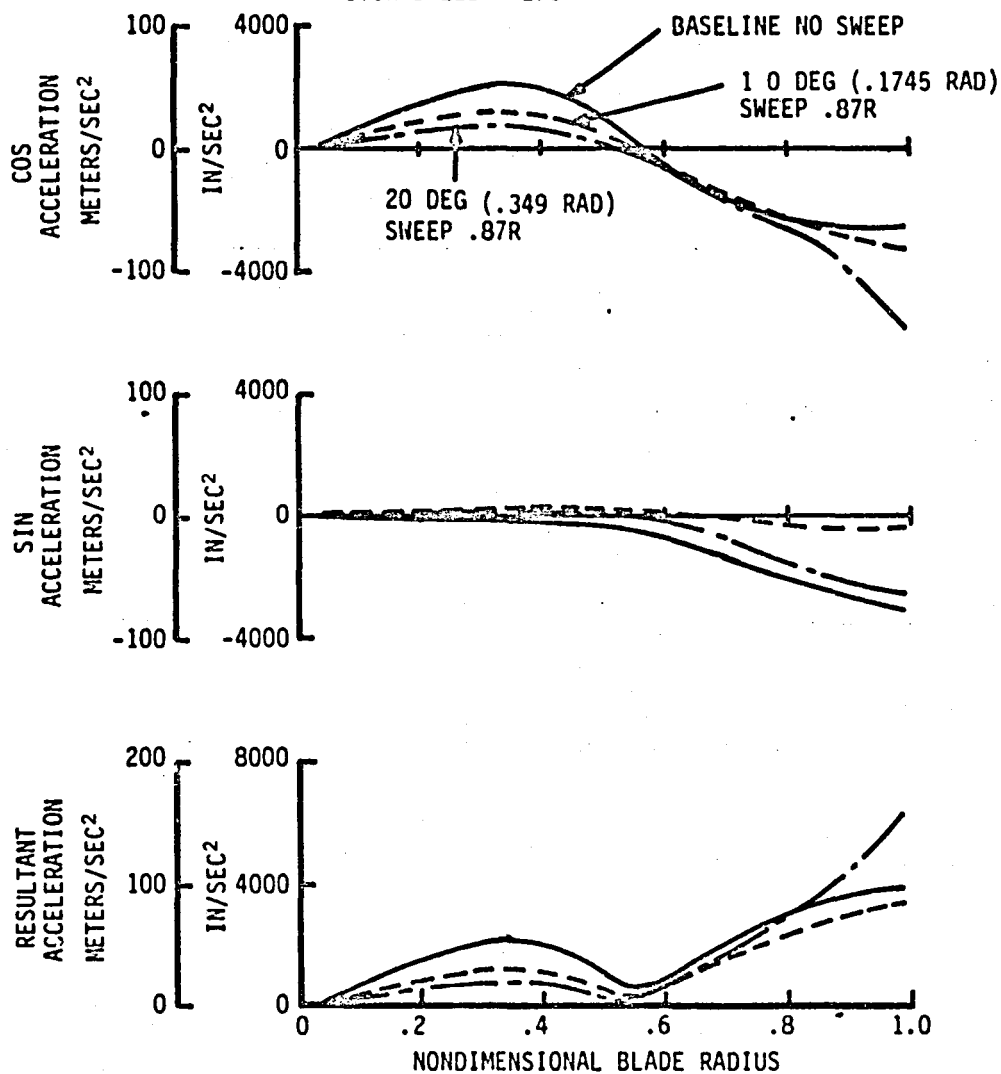 100
4000
BASELINE NO SWEEP
1 0 DEG (.1745 RAD)
SWEEP .87R
COS
ACCELERATION
METERS/SEC²
IN/SEC²
0
0
20 DEG (.349 RAD)
SWEEP .87R
-100
-4000
100
4000
SIN
ACCELERATION
METERS/SEC²
IN/SEC²
0
0
-100
-4000
200
8000
RESULTANT
ACCELERATION
METERS/SEC²
IN/SEC²
100
4000
0
0
0 .2 .4 .6 .8 1.0
NONDIMENSIONAL BLADE RADIUS